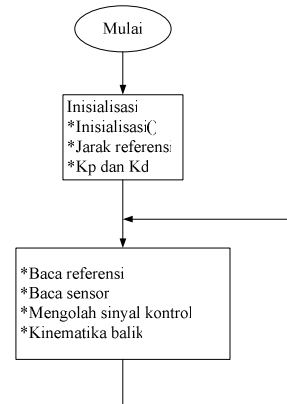 Mulai
Inisialisasi
*Inisialisasi()
*Jarak referensi
*Kp dan Kd
*Baca referensi
*Baca sensor
*Mengolah sinyal kontrol
*Kinematika balik